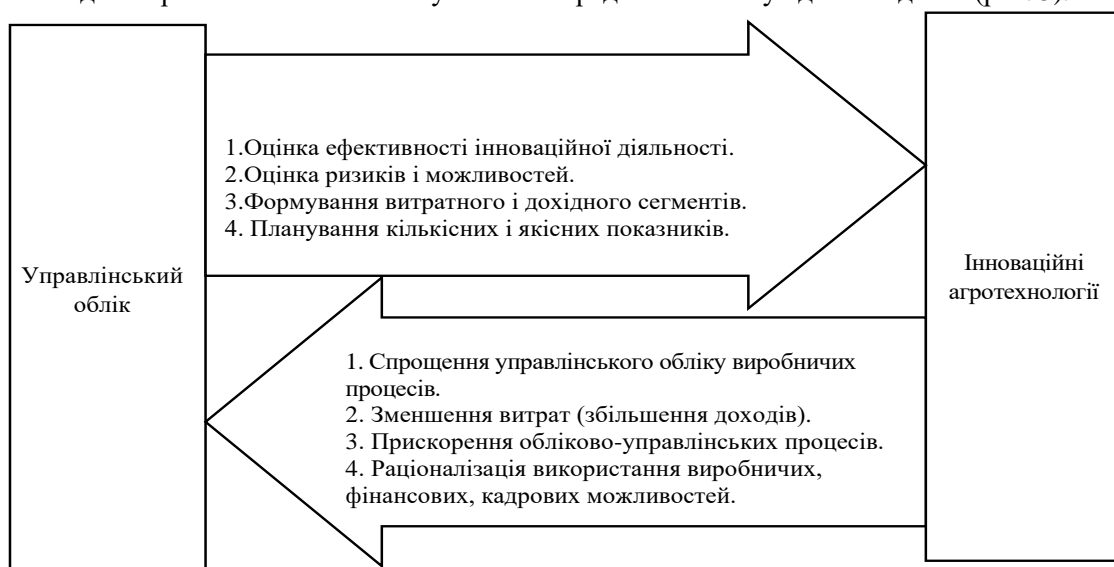 Управлінський
облік
1.Оцінка ефективності інноваційної діяльності.
2.Оцінка ризиків і можливостей.
3.Формування витратного і дохідного сегментів.
4. Планування кількісних і якісних показників.
1. Спрощення управлінського обліку виробничих
процесів.
2. Зменшення витрат (збільшення доходів).
3. Прискорення обліково-управлінських процесів.
4. Раціоналізація використання виробничих,
фінансових, кадрових можливостей.
Інноваційні
агротехнології